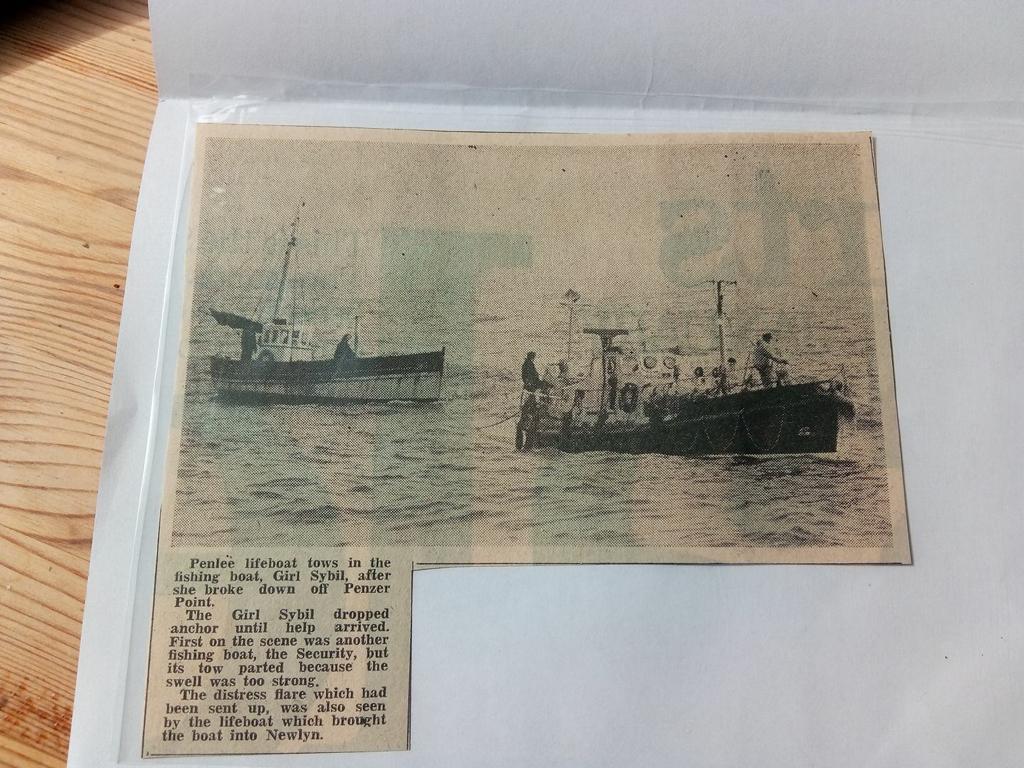 Penlee lifeboat tows in the
fishing boat, Girl Sybil, after
she broke down off Penzer
Point.
The Girl Sybil dropped
anchor until help arrived.
First on the scene was another
fishing boat, the Security, but
its tow parted because the
swell was too strong.
The distress flare which had
been sent up, was also seen
by the lifeboat which brought
the boat into Newlyn.